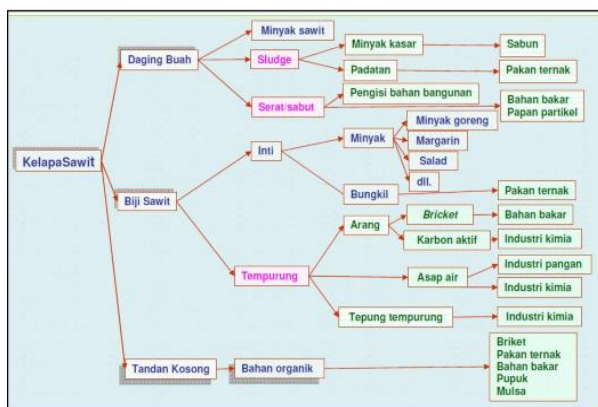 Minyak sawit
Daging Buah
Sludge
Minyak kasar
Sabun
Padatan
Pakan ternak
Serat/sabut
Pengisi bahan bangunan
Bahan bakar
Papan partikel
KelapaSawit
Biji Sawit
Inti
Minyak
Minyak goreng
Margarin
Salad
dll.
Bungkil
Pakan ternak
Tempurung
Arang
Bricket
Bahan bakar
Karbon aktif
Industri kimia
Asap air
Industri pangan
Industri kimia
Tepung tempurung
Industri kimia
Tandan Kosong
Bahan organik
Briket
Pakan ternak
Bahan bakar
Pupuk
Mulsa